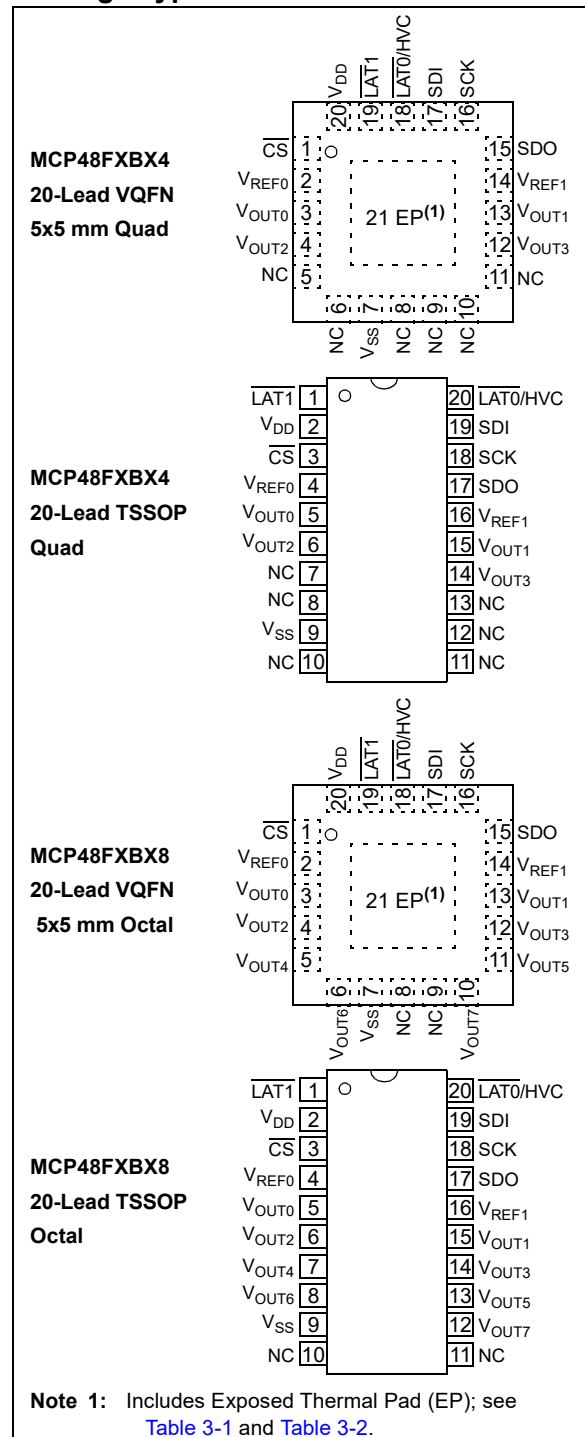 MCP48FXBX4
20-Lead VQFN
5x5 mm Quad
20 VDD
19 LAT1
18 LAT0/HVC
17 SDI
16 SCK
CS 1
VREF0 2
VOUT0 3
VOUT2 4
NC 5
21 EP(1)
15 SDO
14 VREF1
13 VOUT1
12 VOUT3
11 NC
6 NC
7 VSS
8 NC
9 NC
10 NC
MCP48FXBX4
20-Lead TSSOP
Quad
LAT1 1
VDD 2
CS 3
VREF0 4
VOUT0 5
VOUT2 6
NC 7
NC 8
VSS 9
NC 10
20 LAT0/HVC
19 SDI
18 SCK
17 SDO
16 VREF1
15 VOUT1
14 VOUT3
13 NC
12 NC
11 NC
MCP48FXBX8
20-Lead VQFN
5x5 mm Octal
20 VDD
19 LAT1
18 LAT0/HVC
17 SDI
16 SCK
CS 1
VREF0 2
VOUT0 3
VOUT2 4
VOUT4 5
21 EP(1)
15 SDO
14 VREF1
13 VOUT1
12 VOUT3
11 VOUT5
6 VOUT6
7 VSS
8 NC
9 NC
10 VOUT7
MCP48FXBX8
20-Lead TSSOP
Octal
LAT1 1
VDD 2
CS 3
VREF0 4
VOUT0 5
VOUT2 6
VOUT4 7
VOUT6 8
VSS 9
NC 10
20 LAT0/HVC
19 SDI
18 SCK
17 SDO
16 VREF1
15 VOUT1
14 VOUT3
13 VOUT5
12 VOUT7
11 NC
Note 1: Includes Exposed Thermal Pad (EP); see
Table 3-1 and Table 3-2.